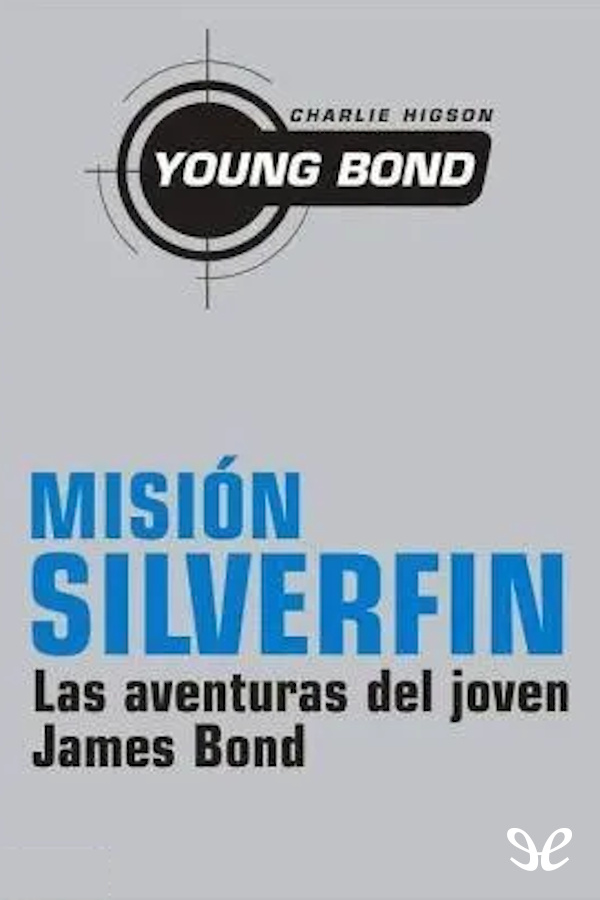 CHARLIE HIGSON
YOUNG BOND
MISIÓN
SILVERFIN
Las aventuras del joven
James Bond